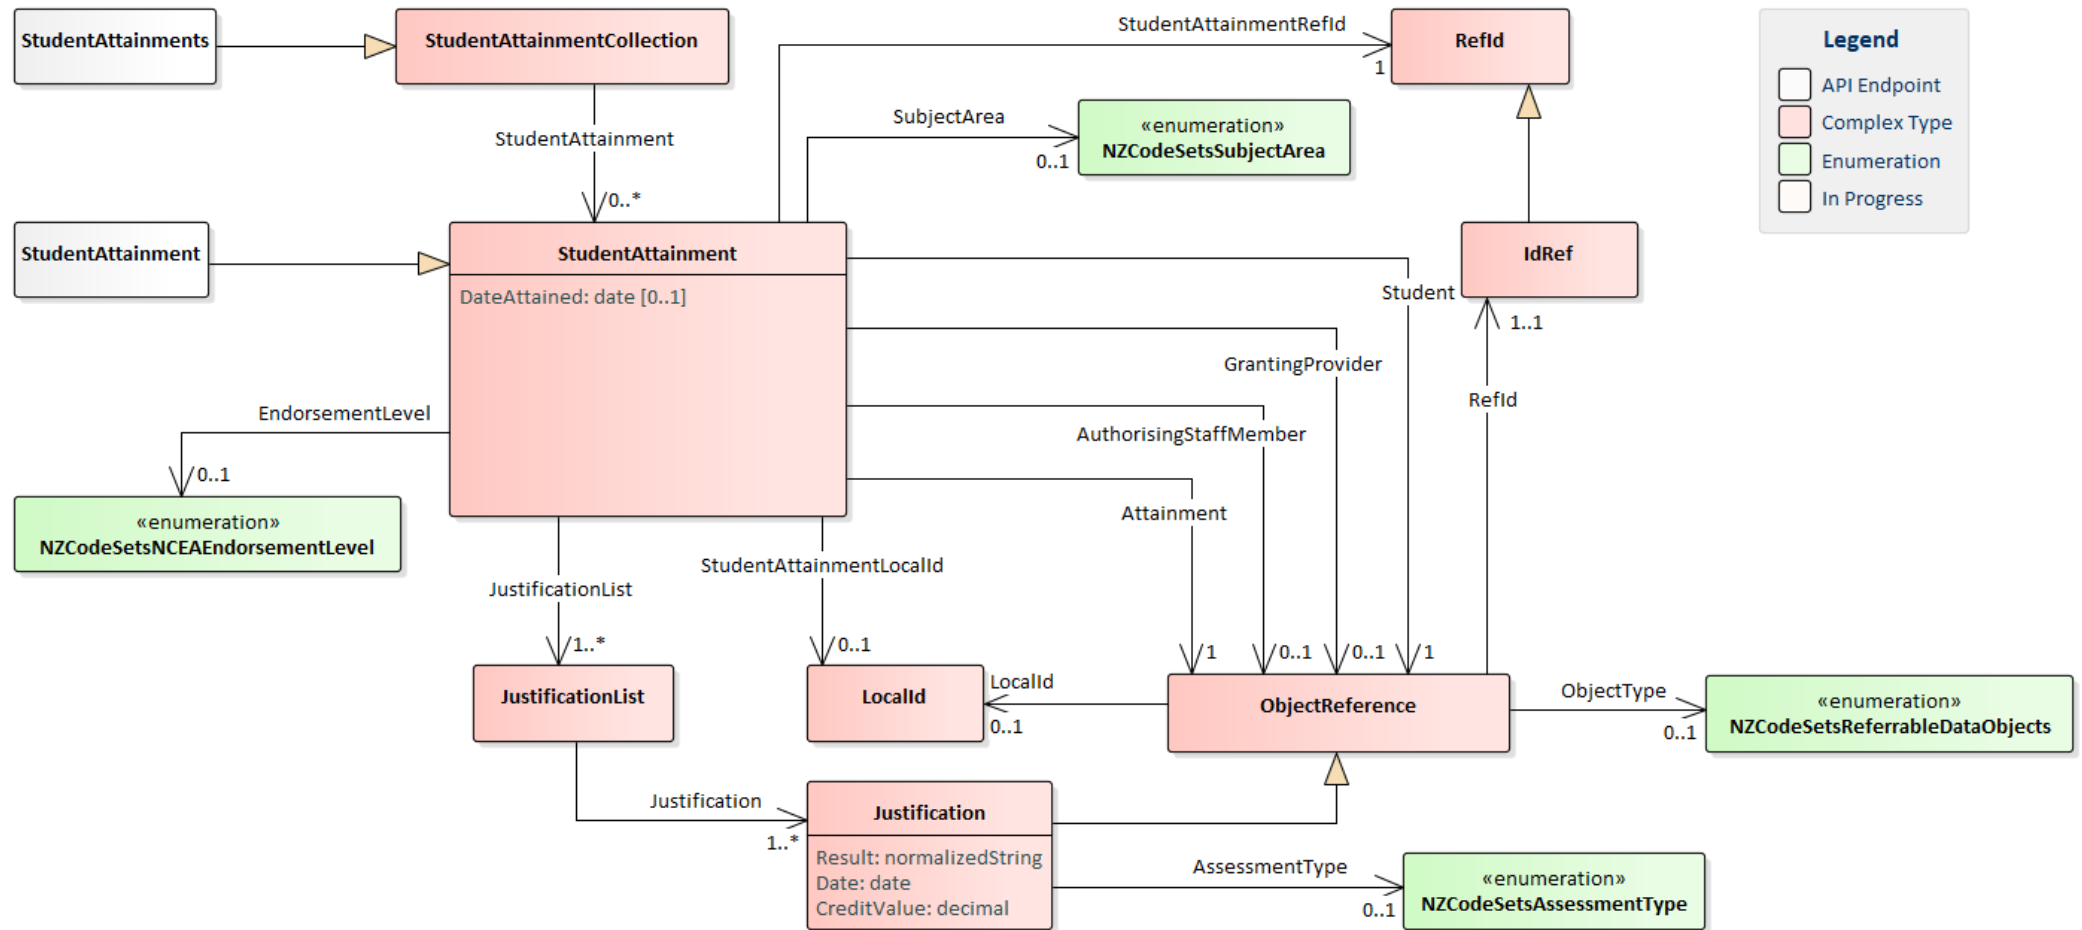 StudentAttainments
StudentAttainmentCollection
StudentAttainmentRefId
1
RefId
Legend
API Endpoint
Complex Type
Enumeration
In Progress
StudentAttainment
0..*
SubjectArea
0..1
«enumeration»
NZCodeSetsSubjectArea
StudentAttainment
StudentAttainment
DateAttained: date [0..1]
IdRef
1..1
Student
GrantingProvider
RefId
AuthorisingStaffMember
Attainment
EndorsementLevel
0..1
«enumeration»
NZCodeSetsNCEAEndorsementLevel
JustificationList
1..*
StudentAttainmentLocalId
0..1
1
0..1
0..1
1
JustificationList
LocalId
LocalId
0..1
ObjectReference
ObjectType
0..1
«enumeration»
NZCodeSetsReferrableDataObjects
Justification
1..*
Justification
Result: normalizedString
Date: date
CreditValue: decimal
AssessmentType
0..1
«enumeration»
NZCodeSetsAssessmentType